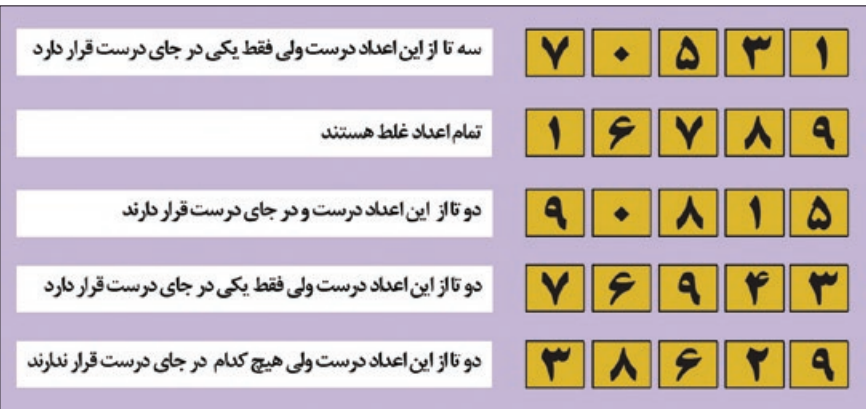 سه تا از این اعداد درست ولی فقط یکی در جای درست قرار دارد ۷ ۰ ۵ ۳ ۱
تمام اعداد غلط هستند ۱ ۶ ۷ ۸ ۹
دو تا از این اعداد درست و در جای درست قرار دارند ۹ ۰ ۸ ۱ ۵
دو تا از این اعداد درست ولی فقط یکی در جای درست قرار دارد ۷ ۶ ۹ ۴ ۳
دو تا از این اعداد درست ولی هیچ کدام در جای درست قرار ندارند ۳ ۸ ۶ ۲ ۹